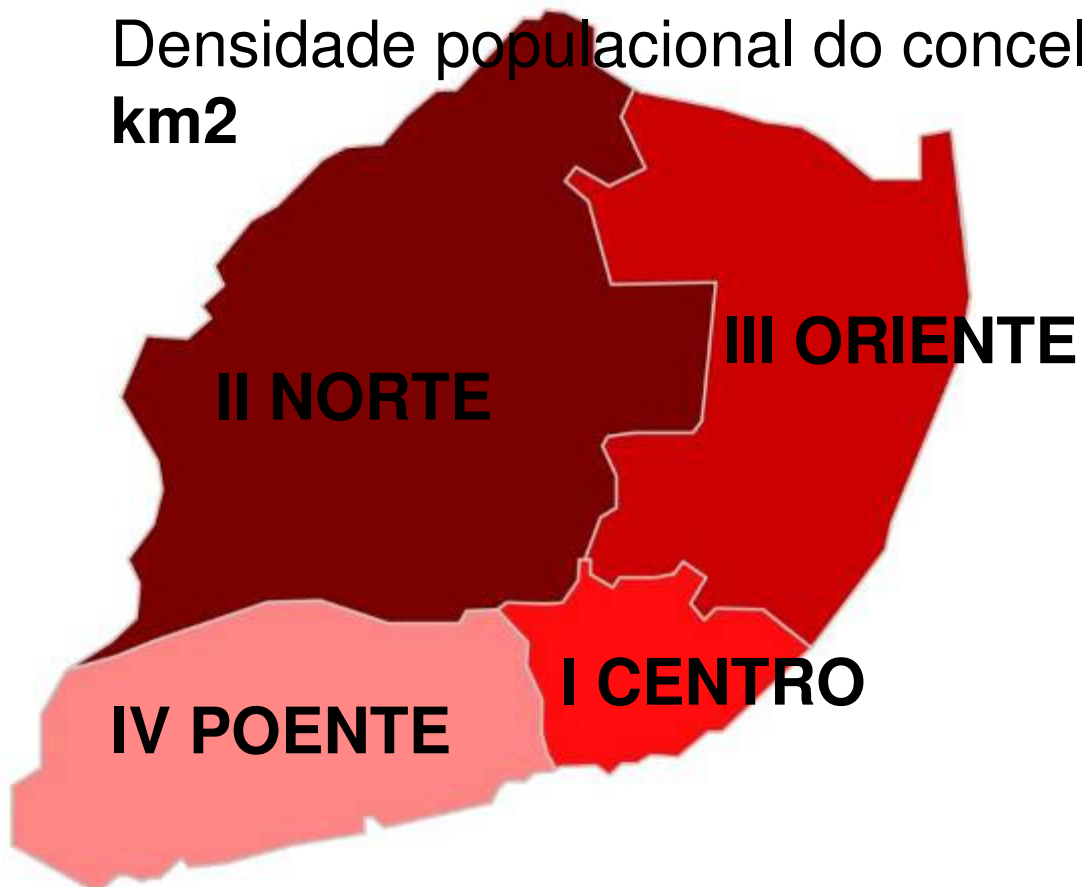 Densidade populacional do concel
km2
III ORIENTE
II NORTE
I CENTRO
IV POENTE